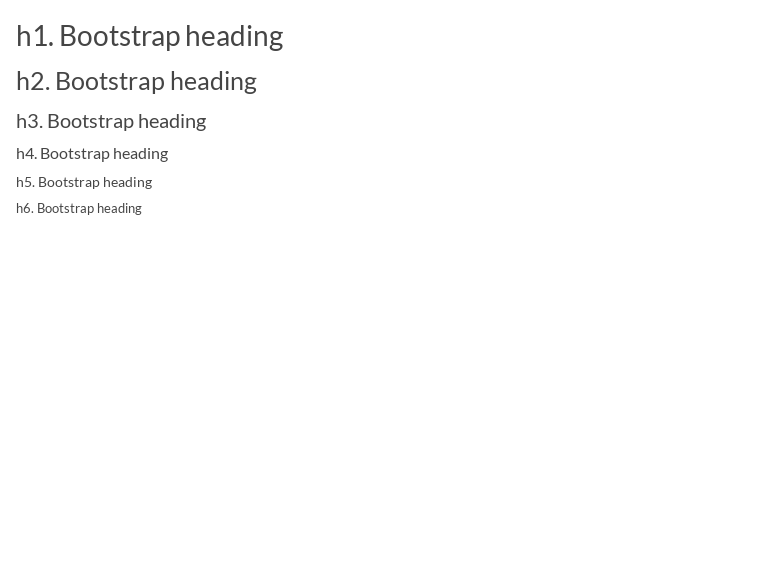 h1. Bootstrap heading
h2. Bootstrap heading
h3. Bootstrap heading
h4. Bootstrap heading
h5. Bootstrap heading
h6. Bootstrap heading